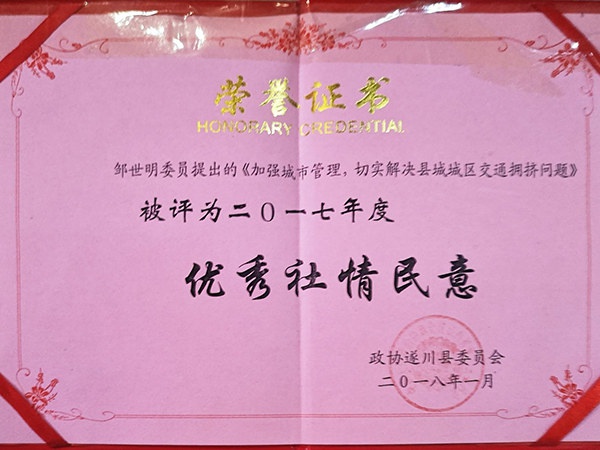 荣誉证书
HONORARY CREDENTIAL
邹世明委员提出的《加强城市管理，切实解决县城城区交通拥挤问题》
被评为二〇一七年度
优秀社情民意
政协遂川县委员会
二〇一八年一月